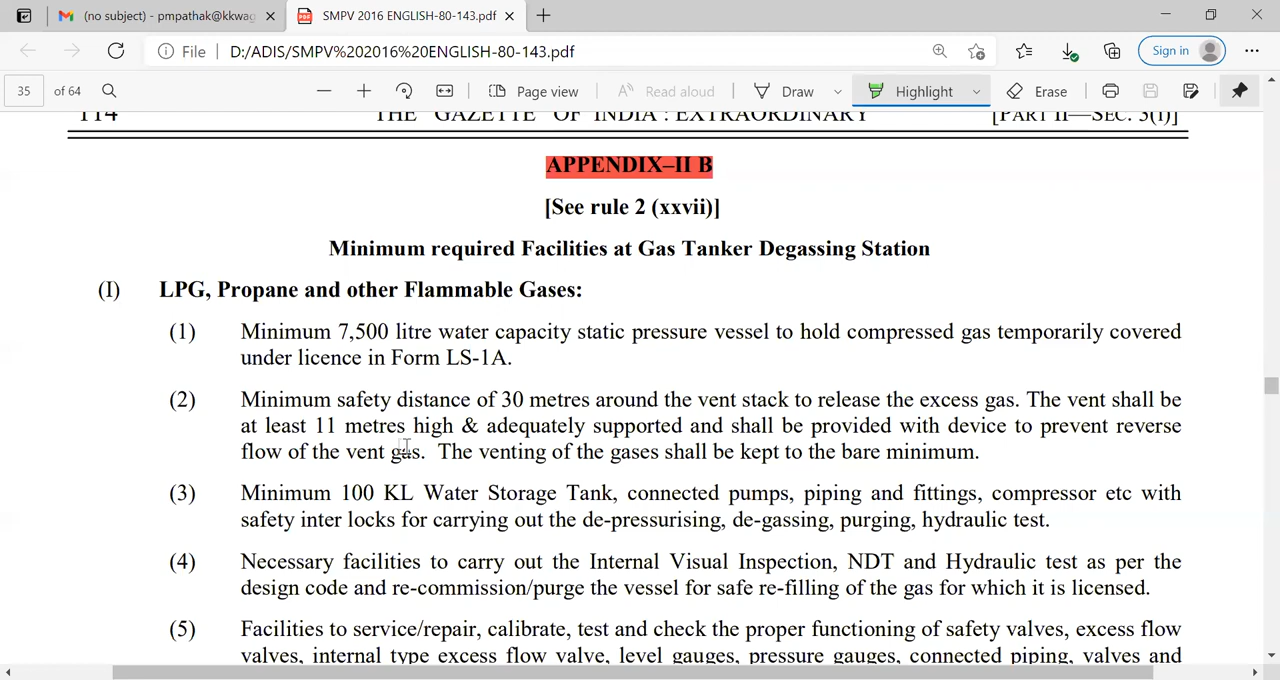 (no subject) - pmpathak@kkwag
SMPV 2016 ENGLISH-80-143.pdf
File D:/ADIS/SMPV%202016%20ENGLISH-80-143.pdf
Sign in
35 of 64
Page view
Read aloud
Draw
Highlight
Erase
114 THE GAZETTE OF INDIA : EXTRAORDINARY [PART II—SEC. 3(i)]
APPENDIX–II B
[See rule 2 (xxvii)]
Minimum required Facilities at Gas Tanker Degassing Station
(I) LPG, Propane and other Flammable Gases:
(1) Minimum 7,500 litre water capacity static pressure vessel to hold compressed gas temporarily covered
under licence in Form LS-1A.
(2) Minimum safety distance of 30 metres around the vent stack to release the excess gas. The vent shall be
at least 11 metres high & adequately supported and shall be provided with device to prevent reverse
flow of the vent gas. The venting of the gases shall be kept to the bare minimum.
(3) Minimum 100 KL Water Storage Tank, connected pumps, piping and fittings, compressor etc with
safety inter locks for carrying out the de-pressurising, de-gassing, purging, hydraulic test.
(4) Necessary facilities to carry out the Internal Visual Inspection, NDT and Hydraulic test as per the
design code and re-commission/purge the vessel for safe re-filling of the gas for which it is licensed.
(5) Facilities to service/repair, calibrate, test and check the proper functioning of safety valves, excess flow
valves, internal type excess flow valve, level gauges, pressure gauges, connected piping, valves and